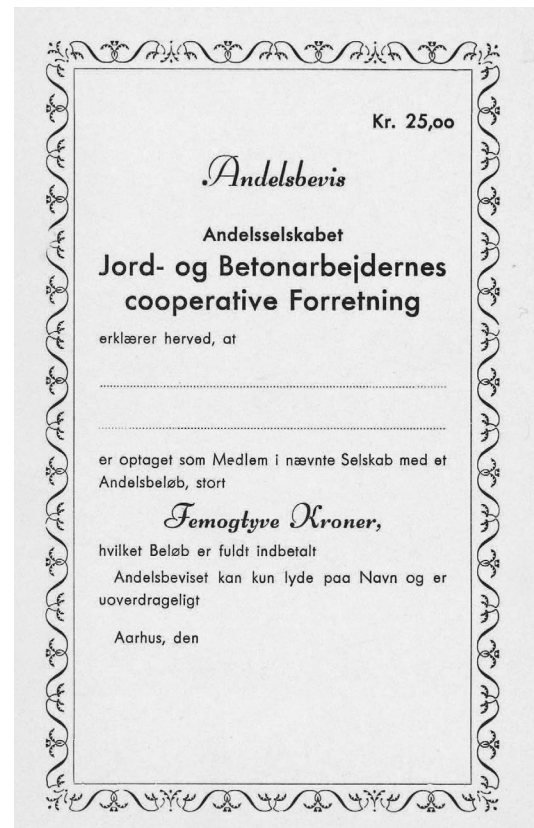 Kr. 25,oo
Andelsbevis
Andelsselskabet
Jord- og Betonarbejdernes
cooperative Forretning
erklærer herved, at
er optaget som Medlem i nævnte Selskab med et
Andelsbeløb, stort
Femogtyve Kroner,
hvilket Beløb er fuldt indbetalt
Andelsbeviset kan kun lyde paa Navn og er
uoverdrageligt
Aarhus, den